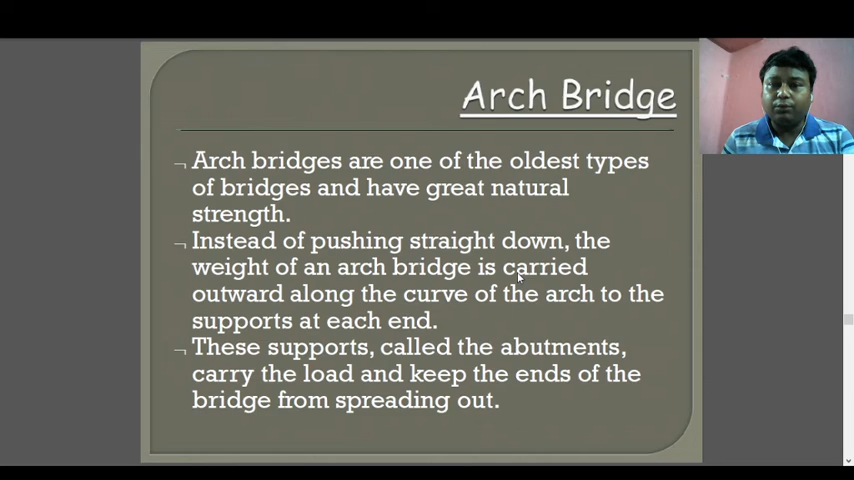 Arch Bridge
Arch bridges are one of the oldest types
of bridges and have great natural
strength.
Instead of pushing straight down, the
weight of an arch bridge is carried
outward along the curve of the arch to the
supports at each end.
These supports, called the abutments,
carry the load and keep the ends of the
bridge from spreading out.